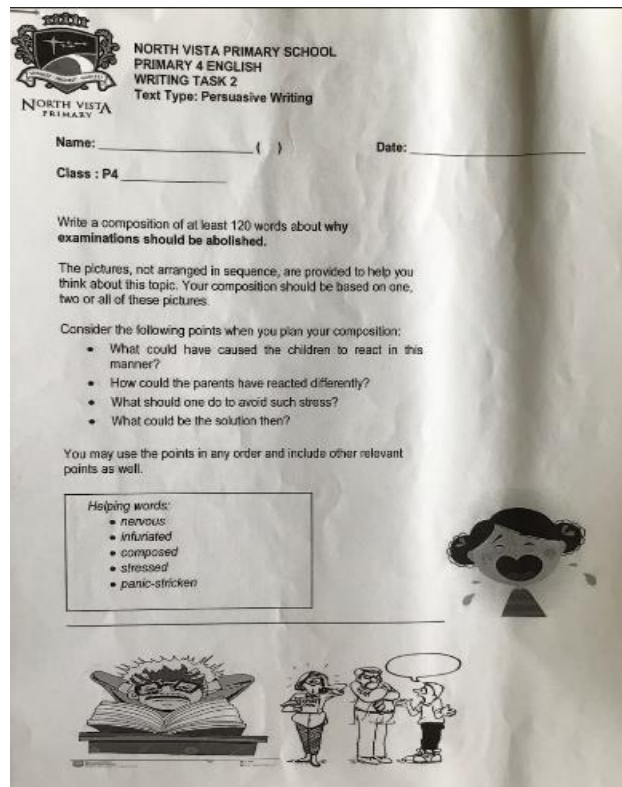 NORTH VISTA
PRIMARY
NORTH VISTA PRIMARY SCHOOL
PRIMARY 4 ENGLISH
WRITING TASK 2
Text Type: Persuasive Writing
Name: ____________ ( )
Date: ____________
Class : P4 ____________
Write a composition of at least 120 words about why
examinations should be abolished.
The pictures, not arranged in sequence, are provided to help you
think about this topic. Your composition should be based on one,
two or all of these pictures.
Consider the following points when you plan your composition:
• What could have caused the children to react in this
manner?
• How could the parents have reacted differently?
• What should one do to avoid such stress?
• What could be the solution then?
You may use the points in any order and include other relevant
points as well.
Helping words:
• nervous
• infuriated
• composed
• stressed
• panic-stricken